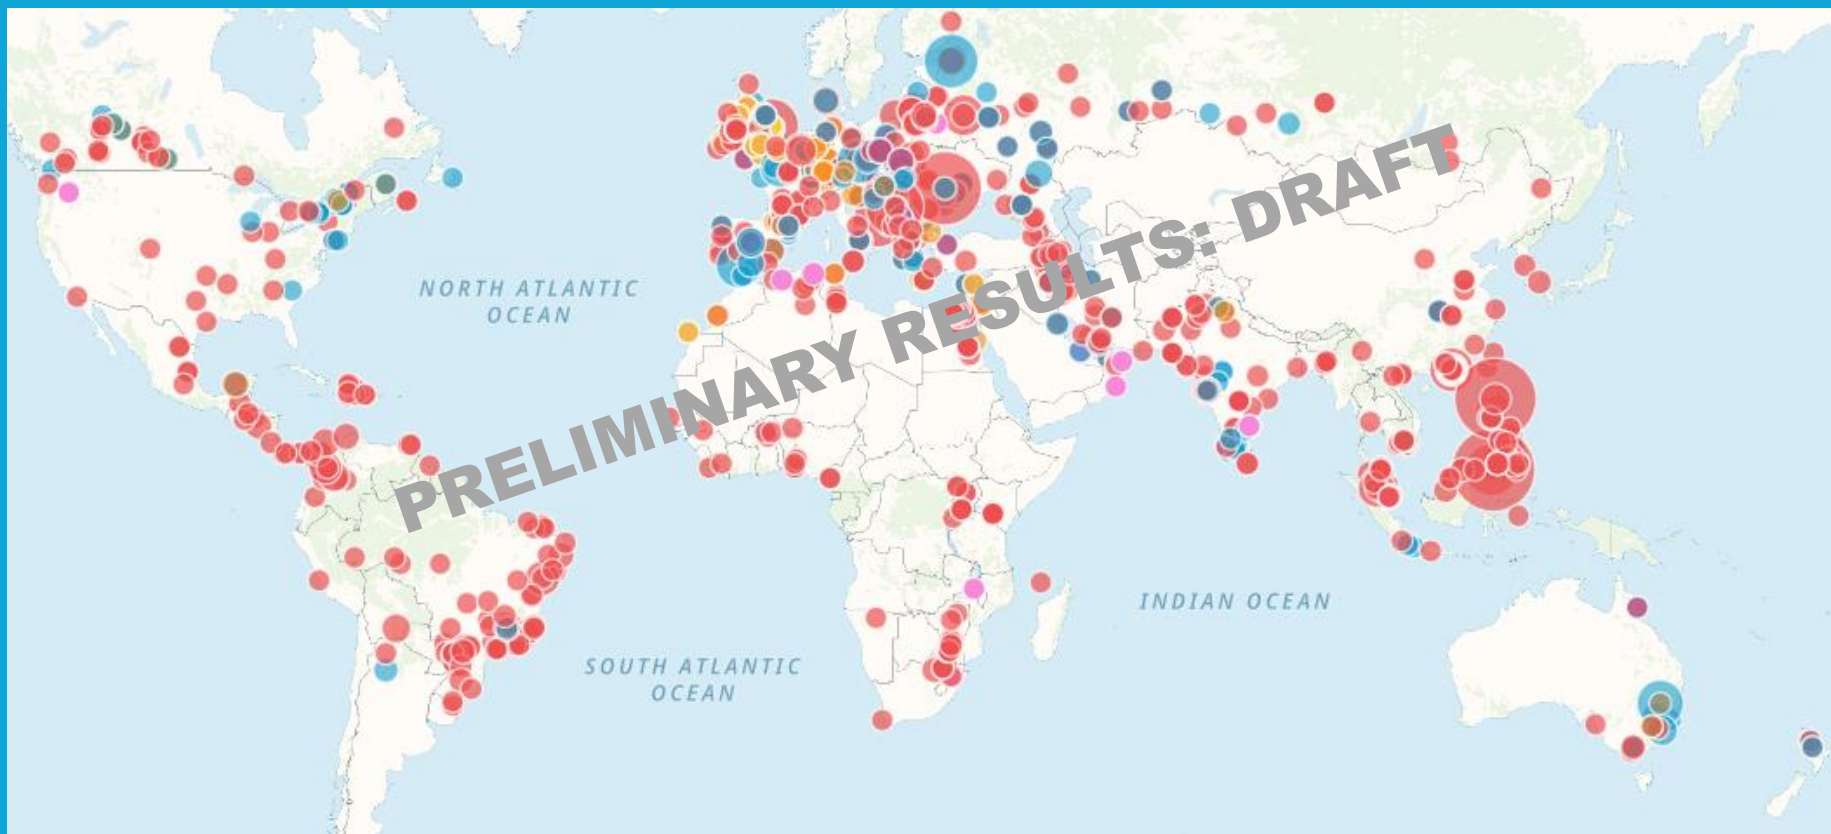 NORTH ATLANTIC
OCEAN
PRELIMINARY RESULTS: DRAFT
INDIAN OCEAN
SOUTH ATLANTIC
OCEAN